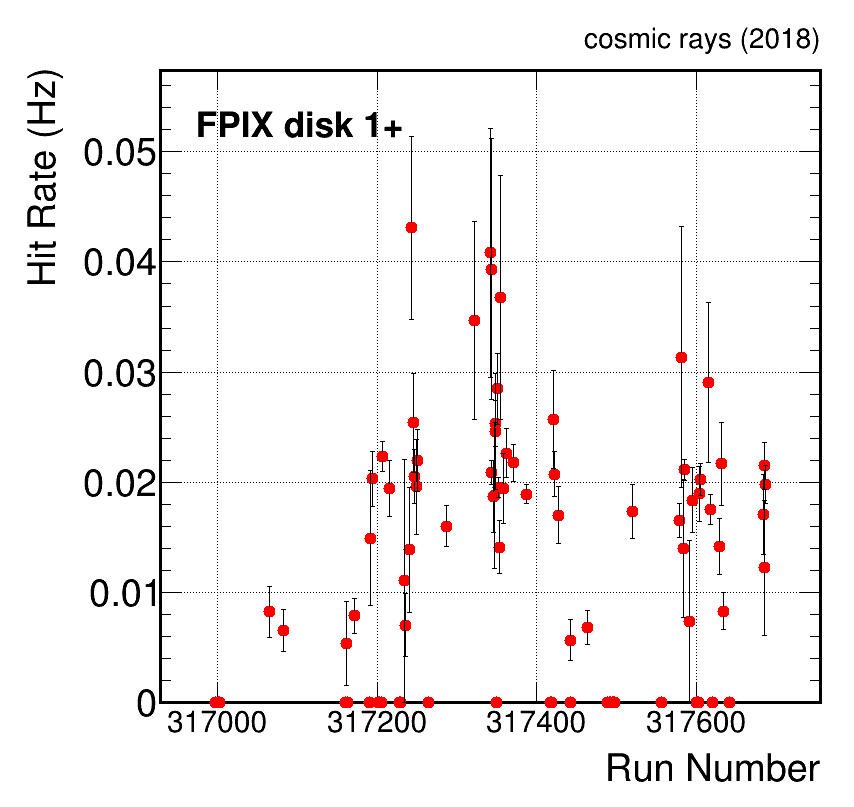 cosmic rays (2018)
Hit Rate (Hz)
FPIX disk 1+
0.05
0.04
0.03
0.02
0.01
0
317000 317200 317400 317600
Run Number